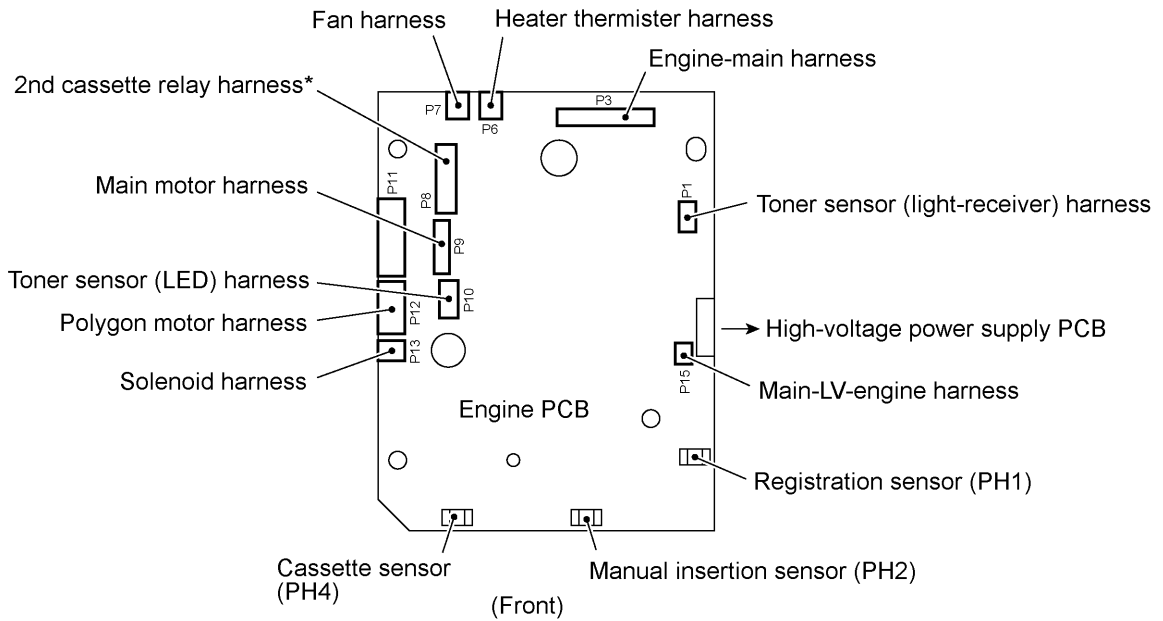 Fan harness
Heater thermister harness
Engine-main harness
2nd cassette relay harness*
P7
P6
P3
Main motor harness
P11
P8
P1
Toner sensor (light-receiver) harness
P9
Toner sensor (LED) harness
P10
P12
Polygon motor harness
High-voltage power supply PCB
P13
Solenoid harness
P15
Main-LV-engine harness
Engine PCB
Registration sensor (PH1)
Cassette sensor
(PH4)
Manual insertion sensor (PH2)
(Front)